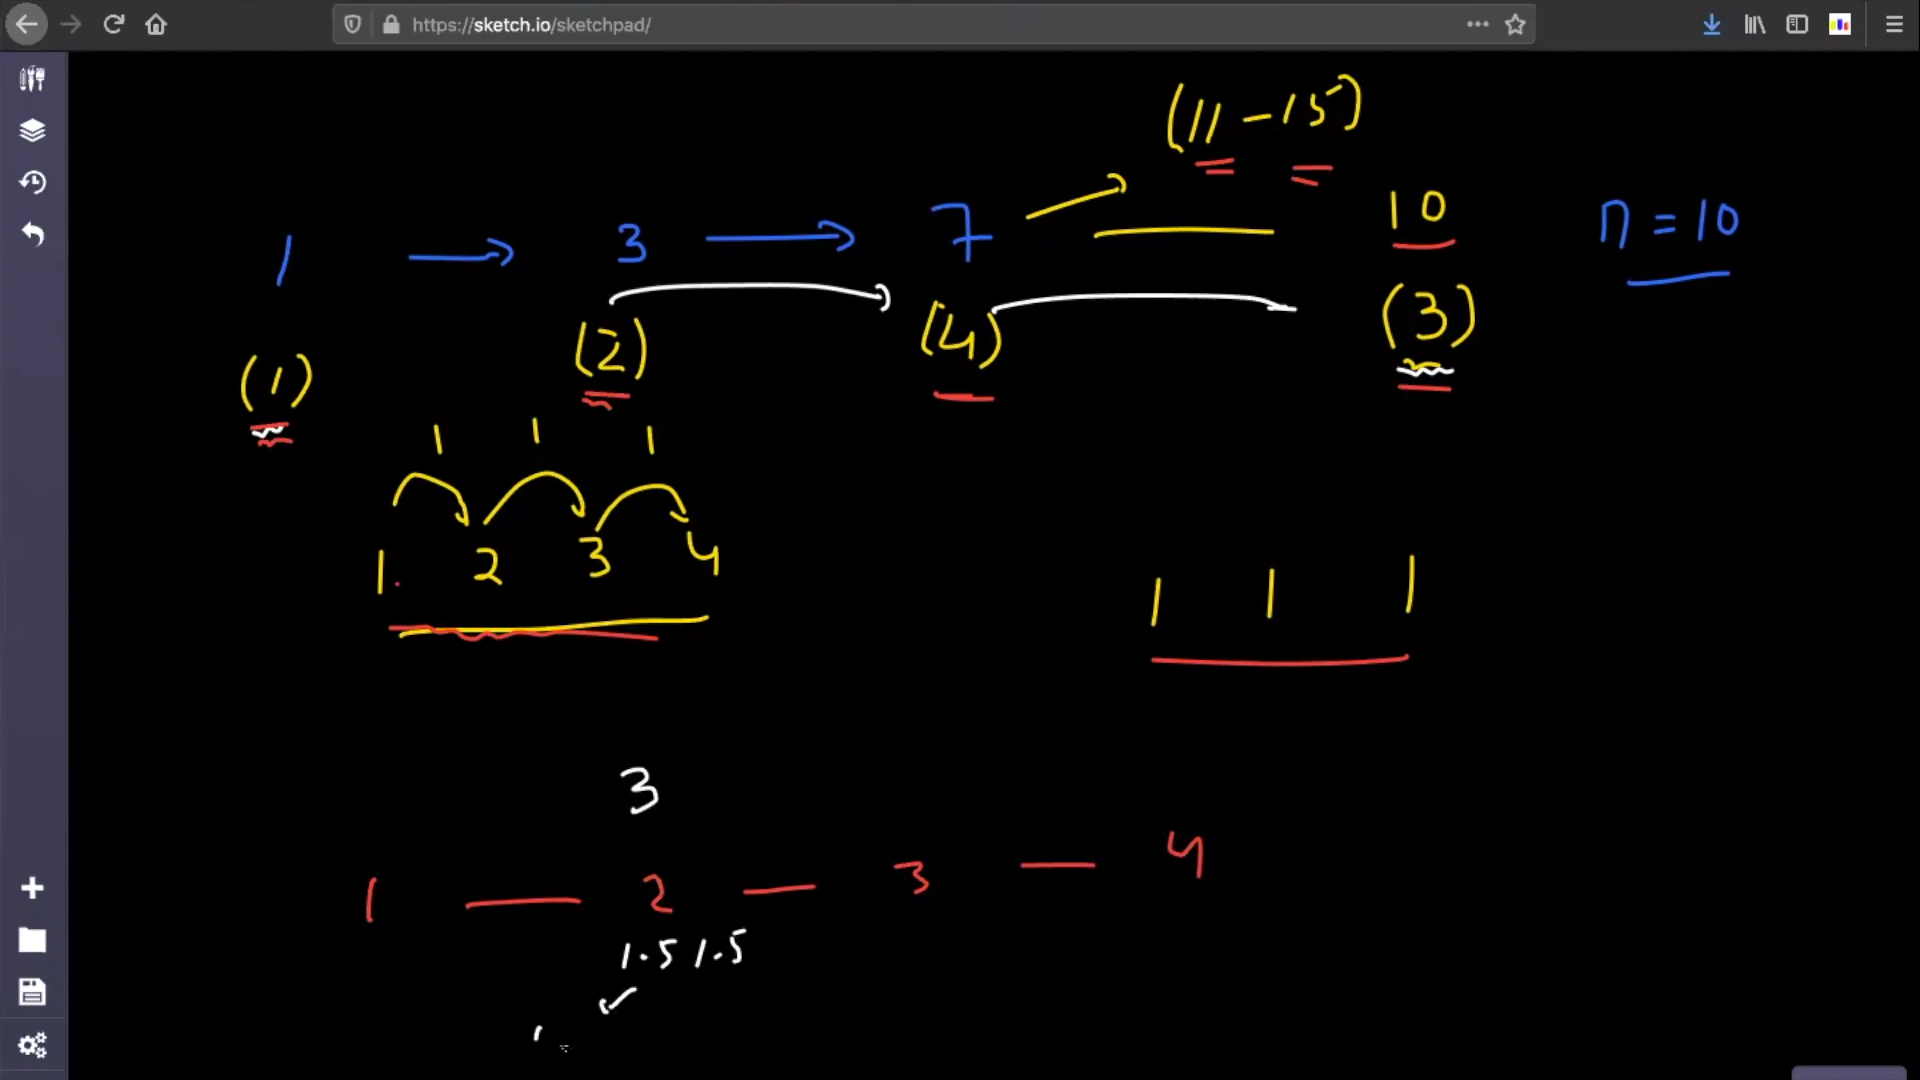 https://sketch.io/sketchpad/
(11 - 15)
1 → 3 → 7 10 n = 10
(1) (2) (4) (3)
1 1 1
1. 2 3 4
1 1 1
3
1 — 2 — 3 — 4
1.5 1.5